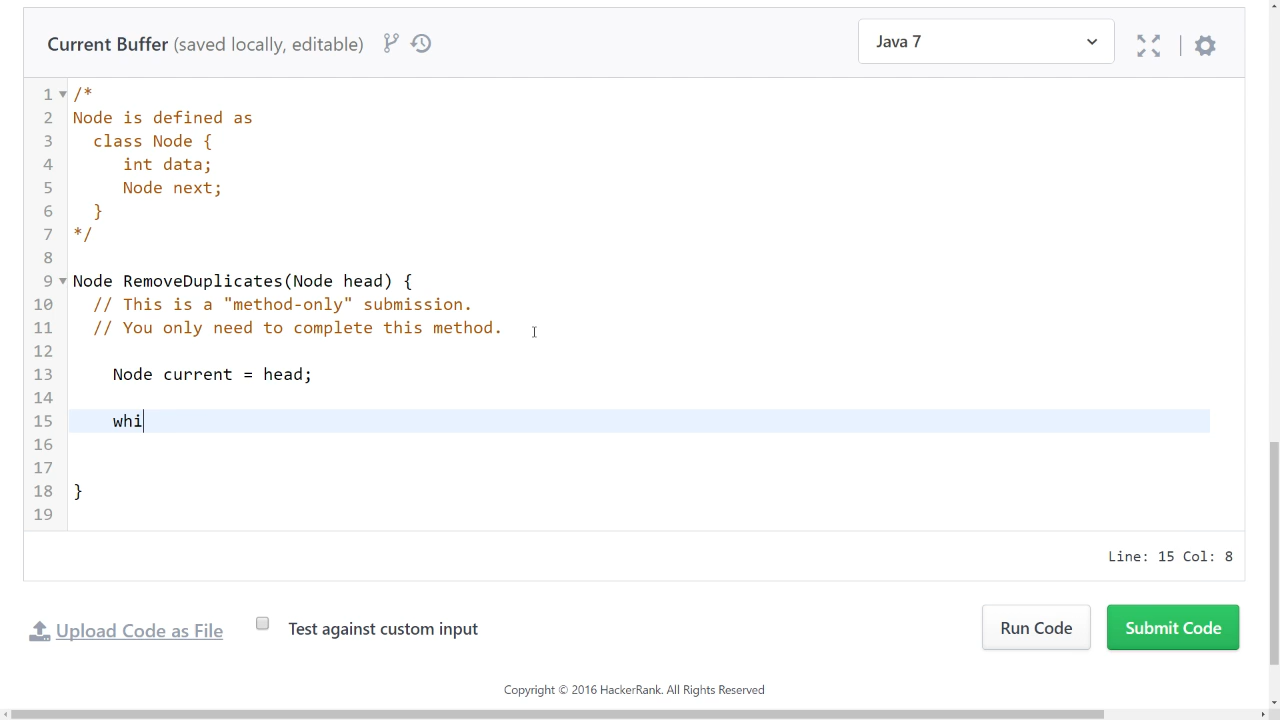 Current Buffer (saved locally, editable)
Java 7
1 /*
2 Node is defined as
3   class Node {
4      int data;
5      Node next;
6   }
7 */
8
9 Node RemoveDuplicates(Node head) {
10   // This is a "method-only" submission.
11   // You only need to complete this method.
12
13     Node current = head;
14
15     whi
16
17
18 }
19
Line: 15 Col: 8
Upload Code as File
Test against custom input
Run Code
Submit Code
Copyright © 2016 HackerRank. All Rights Reserved